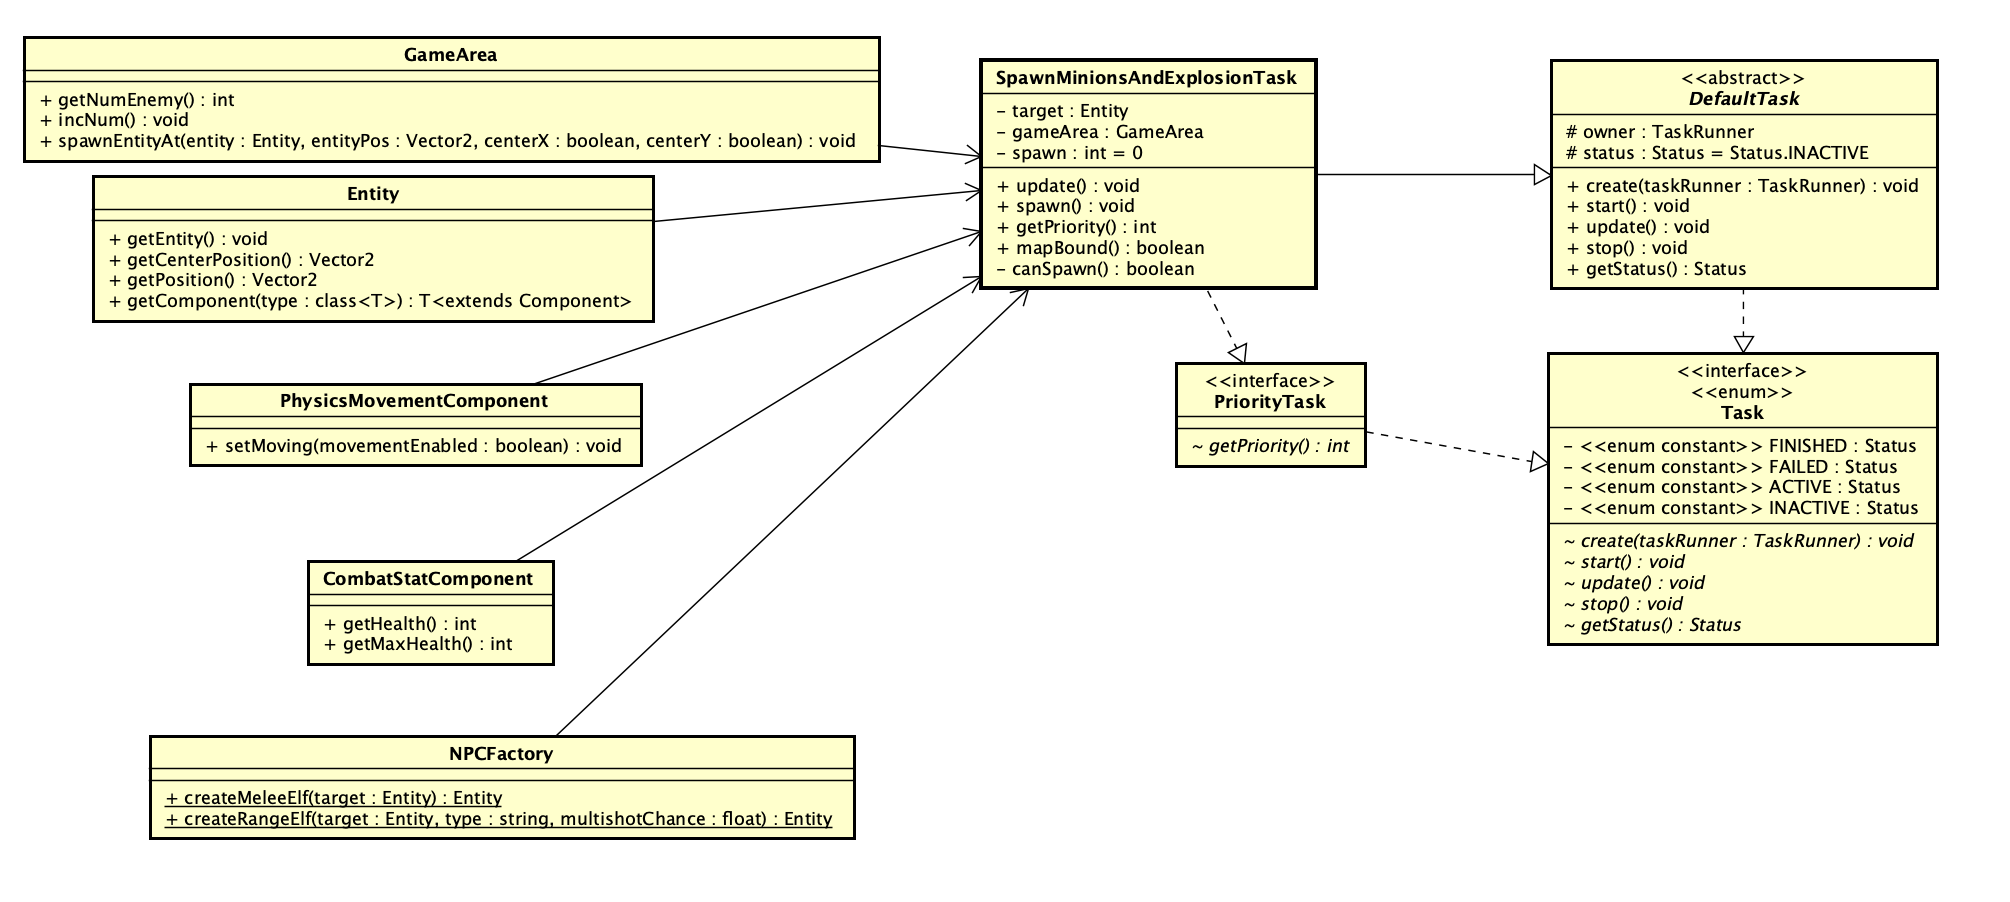 GameArea
+ getNumEnemy() : int
+ incNum() : void
+ spawnEntityAt(entity : Entity, entityPos : Vector2, centerX : boolean, centerY : boolean) : void
Entity
+ getEntity() : void
+ getCenterPosition() : Vector2
+ getPosition() : Vector2
+ getComponent(type : class<T>) : T<extends Component>
PhysicsMovementComponent
+ setMoving(movementEnabled : boolean) : void
CombatStatComponent
+ getHealth() : int
+ getMaxHealth() : int
NPCFactory
+ createMeleeElf(target : Entity) : Entity
+ createRangeElf(target : Entity, type : string, multishotChance : float) : Entity
SpawnMinionsAndExplosionTask
- target : Entity
- gameArea : GameArea
- spawn : int = 0
+ update() : void
+ spawn() : void
+ getPriority() : int
+ mapBound() : boolean
- canSpawn() : boolean
<<interface>>
PriorityTask
~ getPriority() : int
<<abstract>>
DefaultTask
# owner : TaskRunner
# status : Status = Status.INACTIVE
+ create(taskRunner : TaskRunner) : void
+ start() : void
+ update() : void
+ stop() : void
+ getStatus() : Status
<<interface>>
<<enum>>
Task
- <<enum constant>> FINISHED : Status
- <<enum constant>> FAILED : Status
- <<enum constant>> ACTIVE : Status
- <<enum constant>> INACTIVE : Status
~ create(taskRunner : TaskRunner) : void
~ start() : void
~ update() : void
~ stop() : void
~ getStatus() : Status